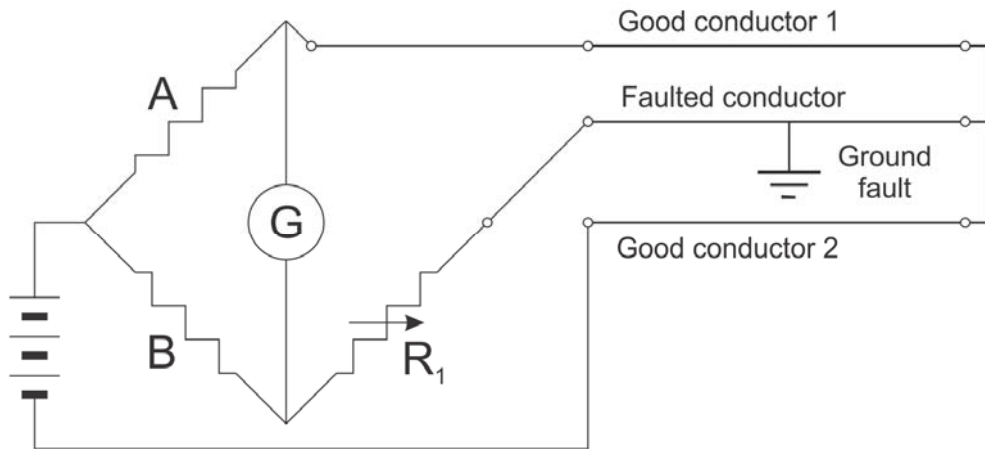 Good conductor 1
A
Faulted conductor
Ground
fault
G
Good conductor 2
B
R₁